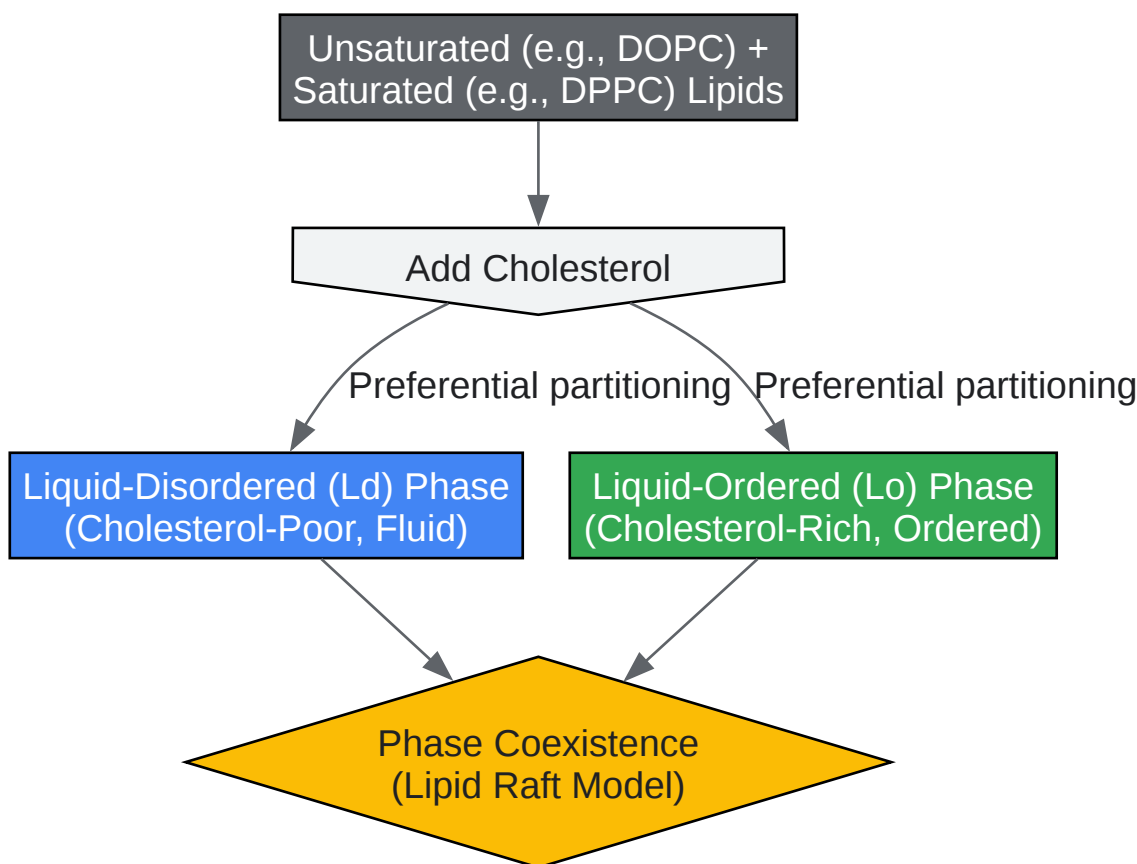 Unsaturated (e.g., DOPC) +
Saturated (e.g., DPPC) Lipids
Add Cholesterol
Preferential partitioning
Preferential partitioning
Liquid-Disordered (Ld) Phase
(Cholesterol-Poor, Fluid)
Liquid-Ordered (Lo) Phase
(Cholesterol-Rich, Ordered)
Phase Coexistence
(Lipid Raft Model)